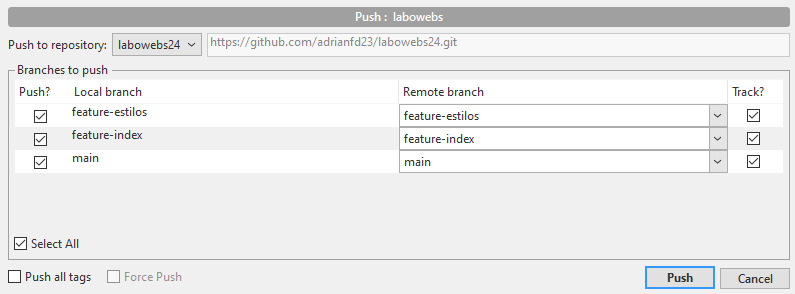 Push : labowebs
Push to repository: labowebs24 https://github.com/adrianfd23/labowebs24.git
Branches to push
Push? Local branch Remote branch Track?
feature-estilos feature-estilos
feature-index feature-index
main main
Select All
Push all tags Force Push Push Cancel